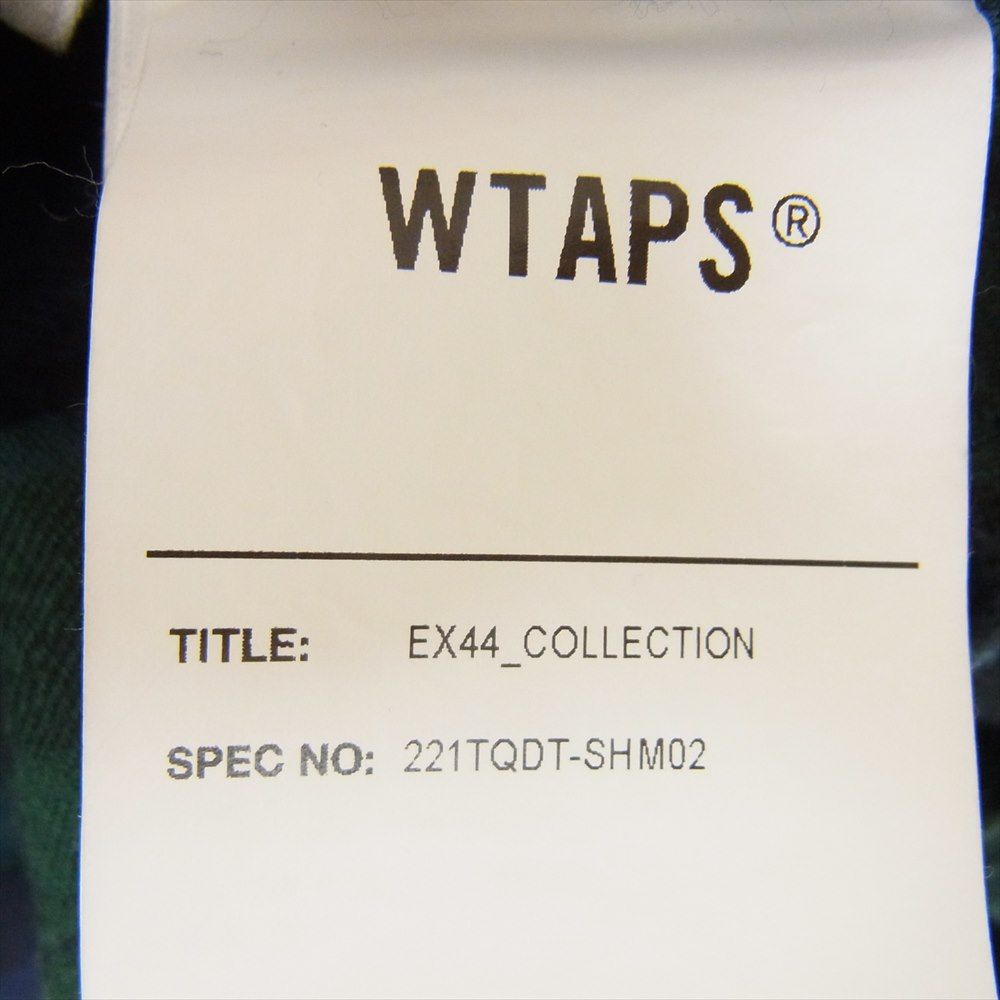 WTAPS®
TITLE: EX44_COLLECTION
SPEC NO: 221TQDT-SHM02